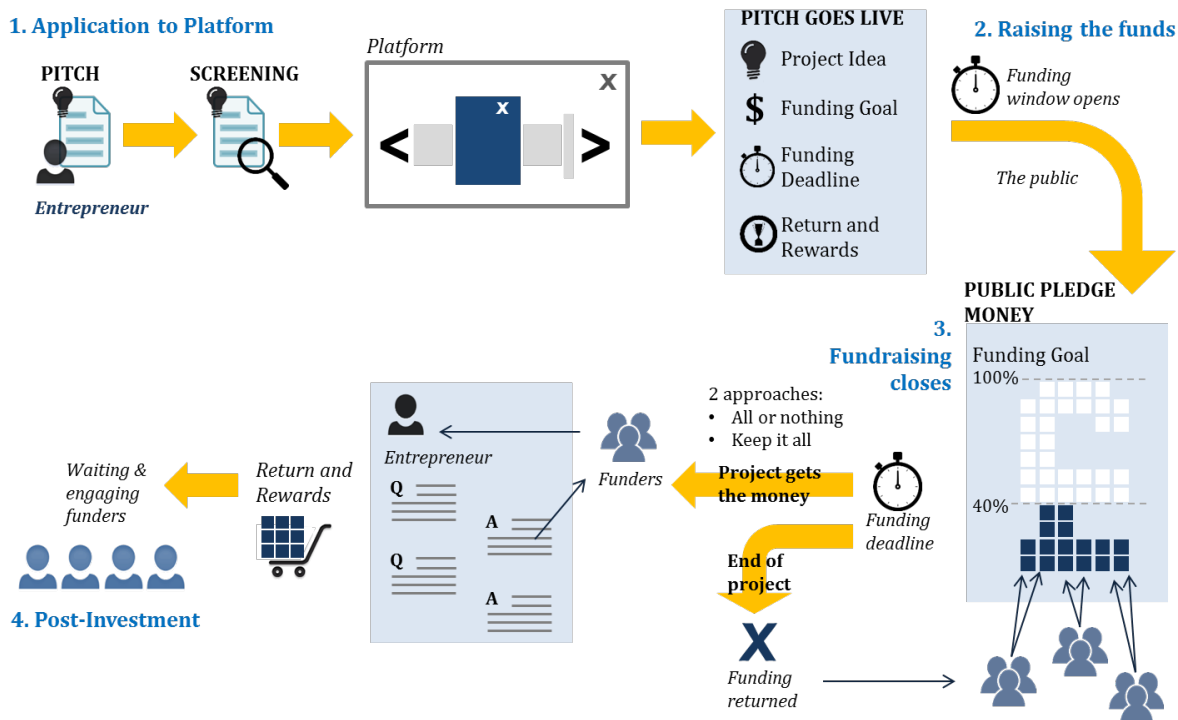 1. Application to Platform
PITCH
SCREENING
Entrepreneur
Platform
X
X
<
>
PITCH GOES LIVE
Project Idea
$
Funding Goal
Funding
Deadline
Return and
Rewards
2. Raising the funds
Funding
window opens
The public
PUBLIC PLEDGE
MONEY
3.
Fundraising
closes
Funding Goal
100%
40%
2 approaches:
• All or nothing
• Keep it all
Project gets
the money
Funding
deadline
End of
project
X
Funding
returned
Funders
Entrepreneur
Q
A
Q
A
Return and
Rewards
Waiting &
engaging
funders
4. Post-Investment